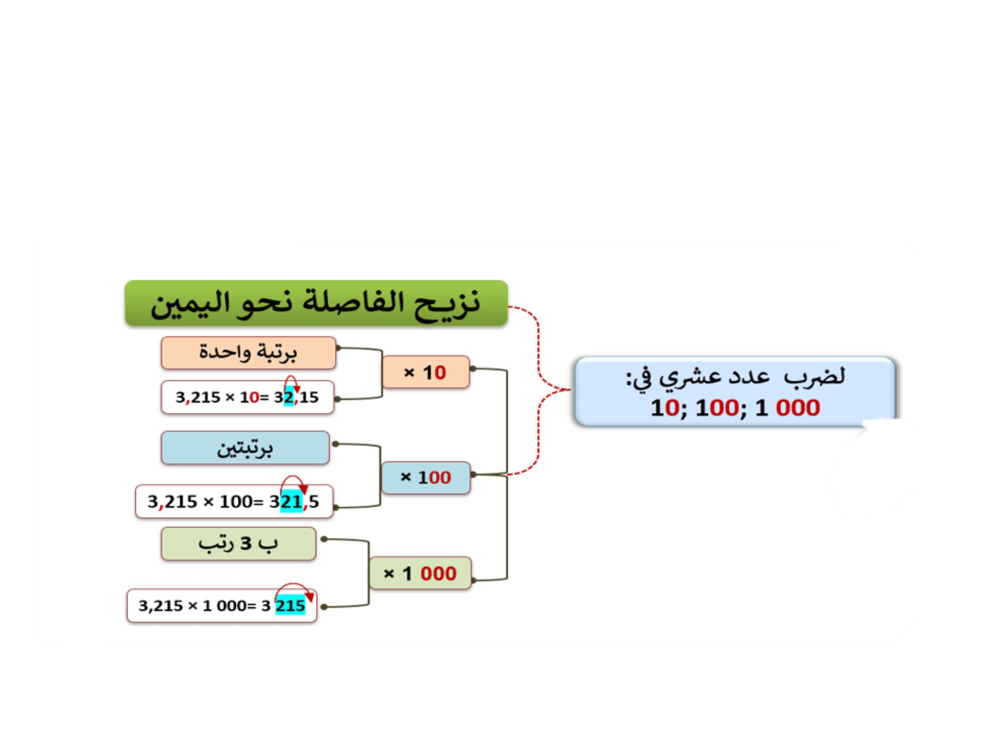 نزيح الفاصلة نحو اليمين
لضرب عدد عشري في:
10; 100; 1 000
× 10
برتبة واحدة
3,215 × 10= 32,15
× 100
برتبتين
3,215 × 100= 321,5
× 1 000
ب 3 رتب
3,215 × 1 000= 3 215